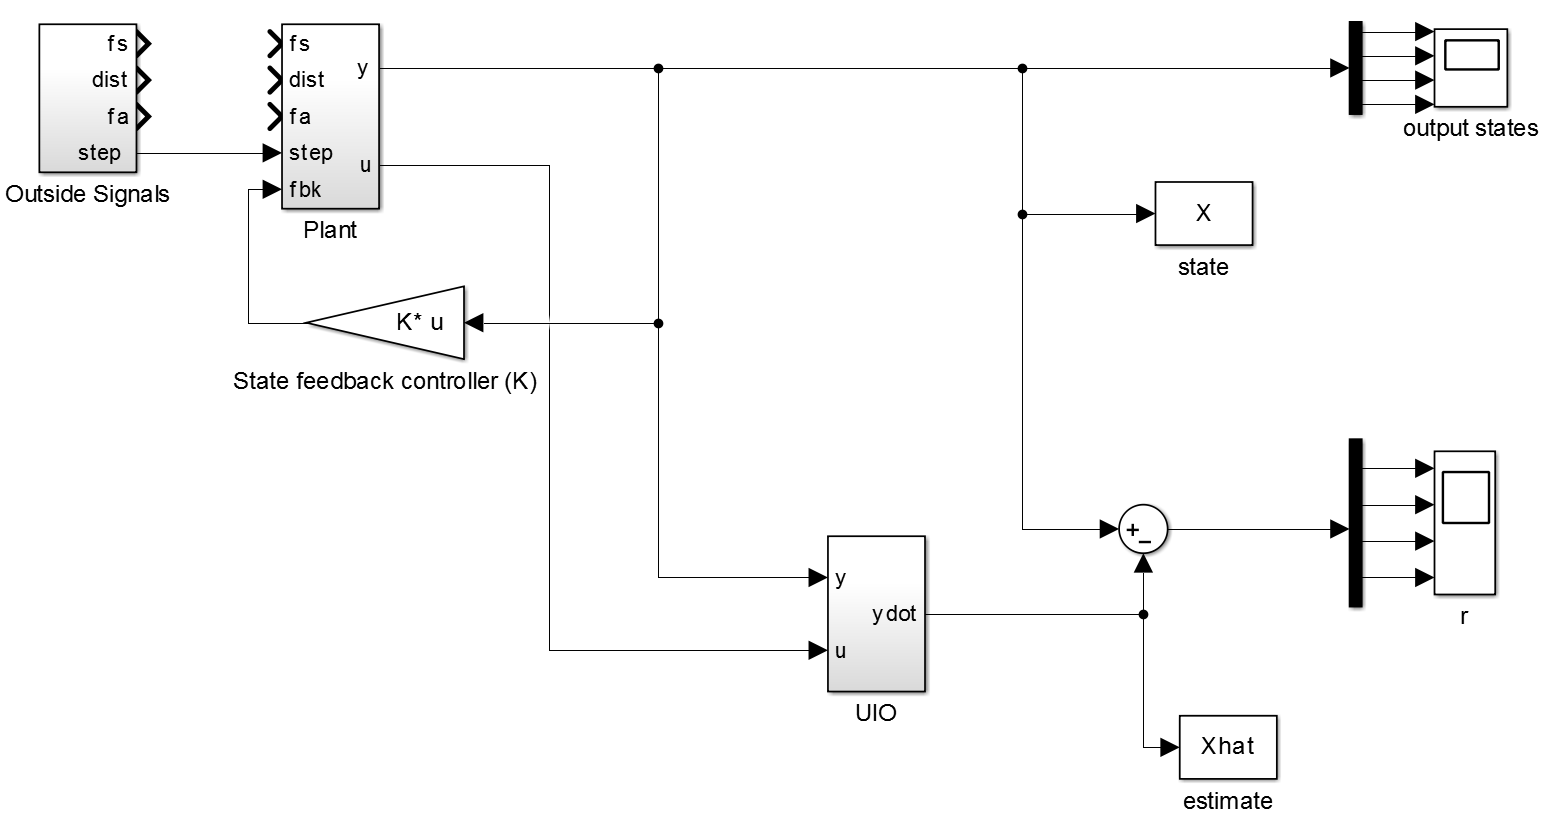 fs
dist
fa
step
Outside Signals
fs
dist
fa
step
fbk
y
u
Plant
K* u
State feedback controller (K)
output states
X
state
y
u
ydot
UIO
+
−
r
Xhat
estimate